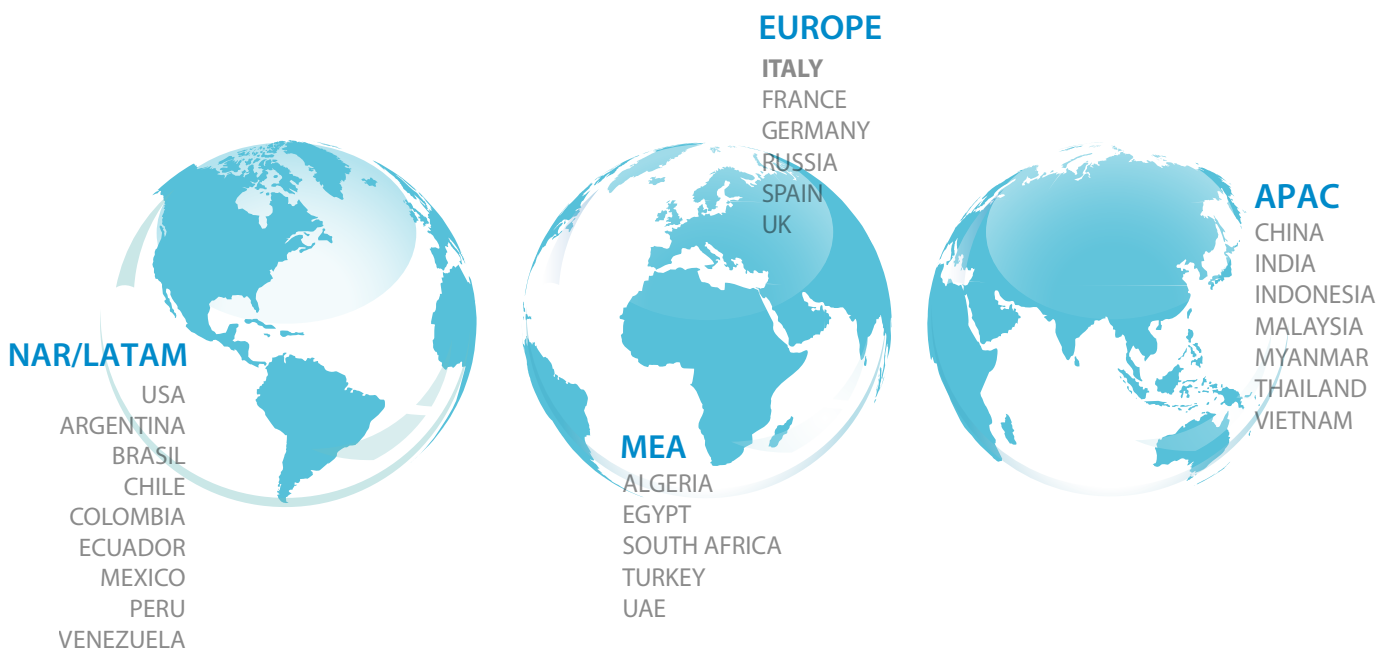 NAR/LATAM
USA
ARGENTINA
BRASIL
CHILE
COLOMBIA
ECUADOR
MEXICO
PERU
VENEZUELA
EUROPE
ITALY
FRANCE
GERMANY
RUSSIA
SPAIN
UK
MEA
ALGERIA
EGYPT
SOUTH AFRICA
TURKEY
UAE
APAC
CHINA
INDIA
INDONESIA
MALAYSIA
MYANMAR
THAILAND
VIETNAM